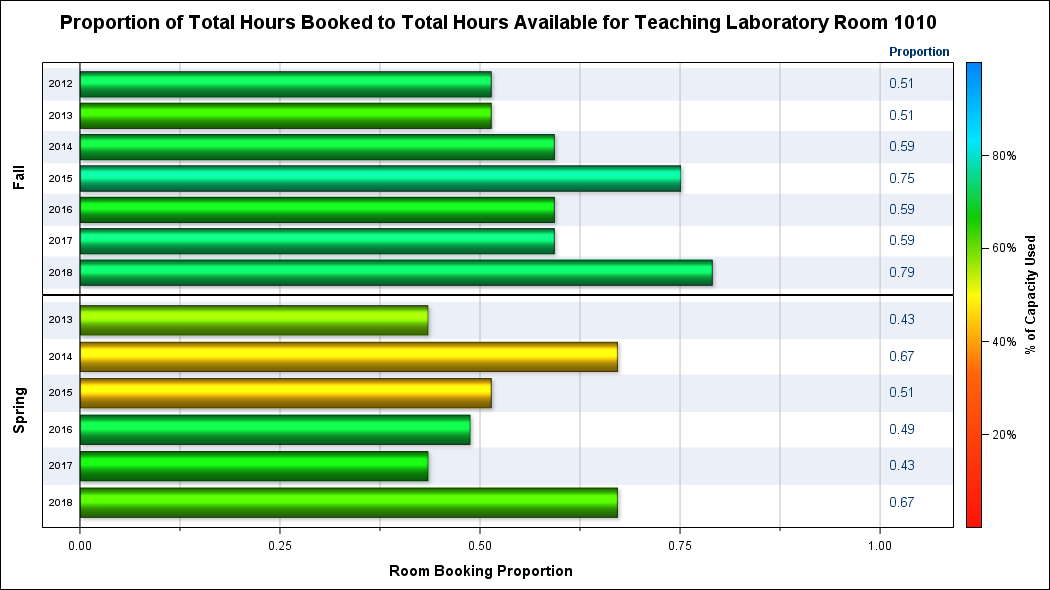 Proportion of Total Hours Booked to Total Hours Available for Teaching Laboratory Room 1010
Proportion
Fall
2012 0.51
2013 0.51
2014 0.59
2015 0.75
2016 0.59
2017 0.59
2018 0.79
Spring
2013 0.43
2014 0.67
2015 0.51
2016 0.49
2017 0.43
2018 0.67
0.00 0.25 0.50 0.75 1.00
Room Booking Proportion
80%
60%
40%
20%
% of Capacity Used